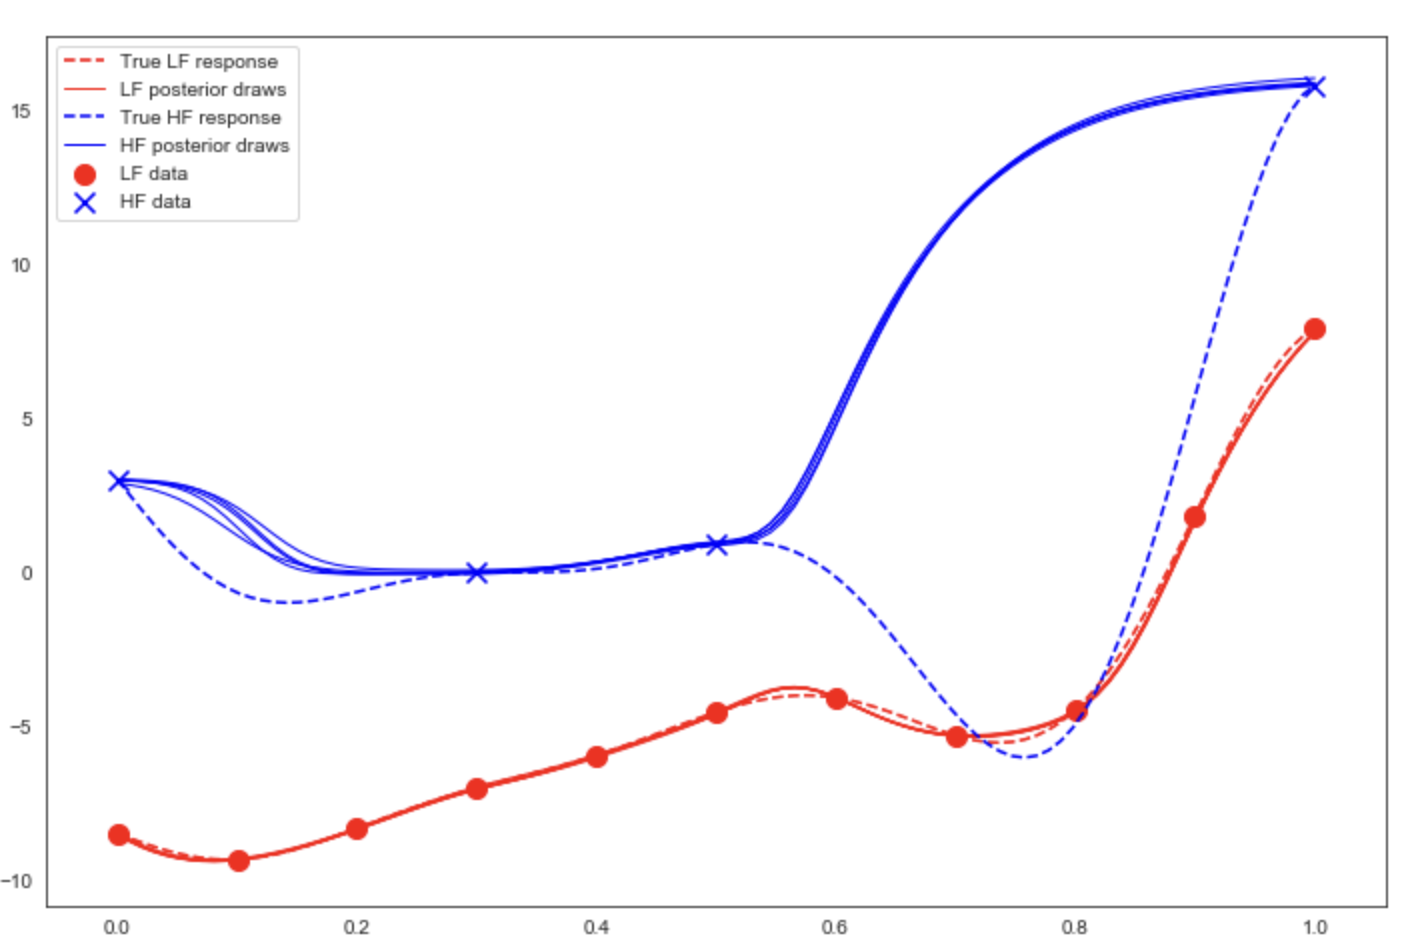 True LF response
LF posterior draws
True HF response
HF posterior draws
LF data
HF data
15
10
5
0
−5
−10
0.0 0.2 0.4 0.6 0.8 1.0